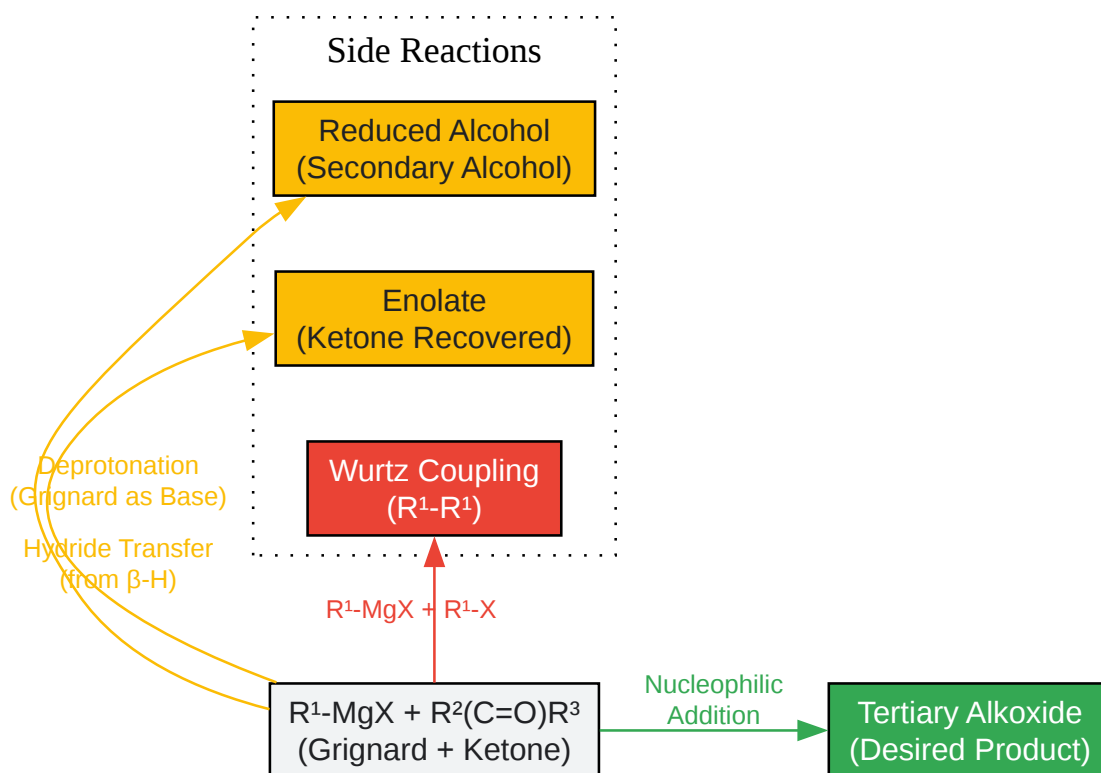 Side Reactions
Reduced Alcohol
(Secondary Alcohol)
Enolate
(Ketone Recovered)
Deprotonation
(Grignard as Base)
Wurtz Coupling
(R¹-R¹)
Hydride Transfer
(from β-H)
R¹-MgX + R¹-X
R¹-MgX + R²(C=O)R³
(Grignard + Ketone)
Nucleophilic
Addition
Tertiary Alkoxide
(Desired Product)